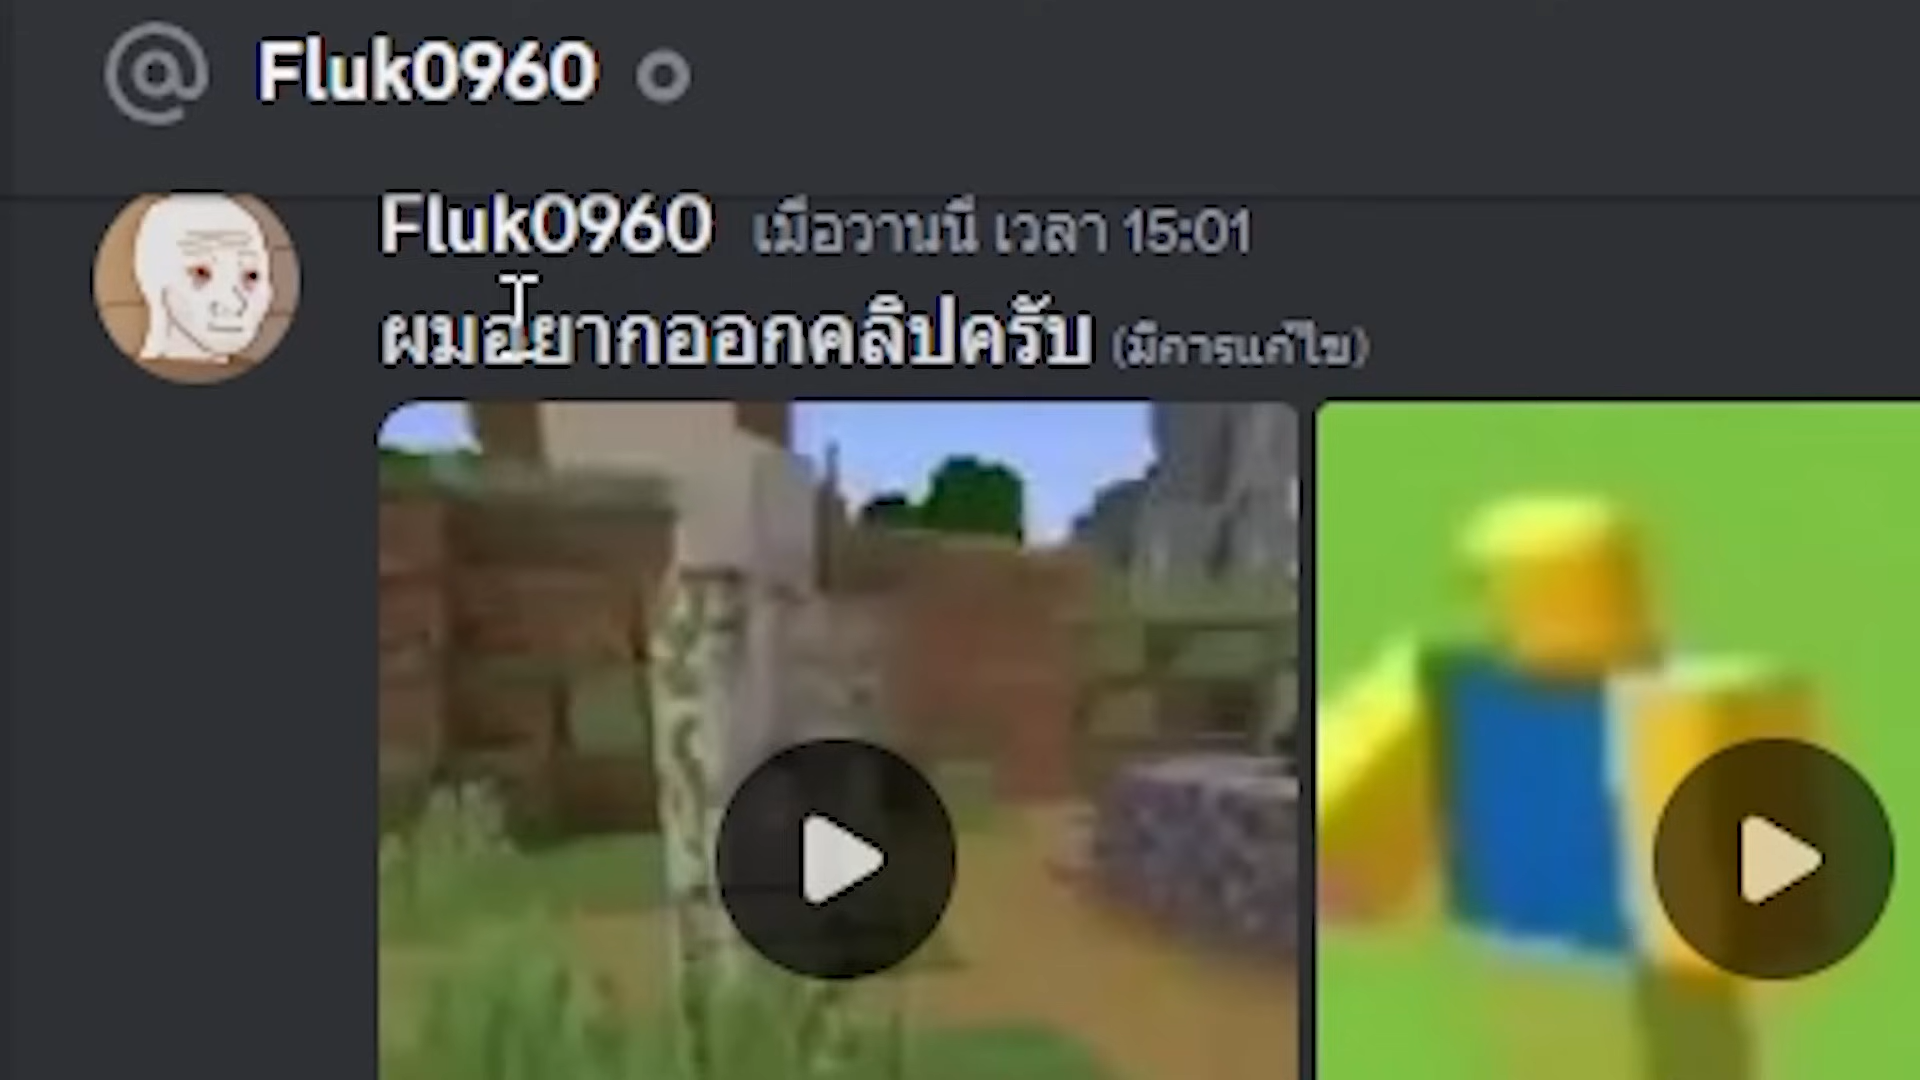 @ Fluk0960
Fluk0960 เมื่อวานนี้ เวลา 15:01
ผมอยากออกคลิปครับ (มีการแก้ไข)